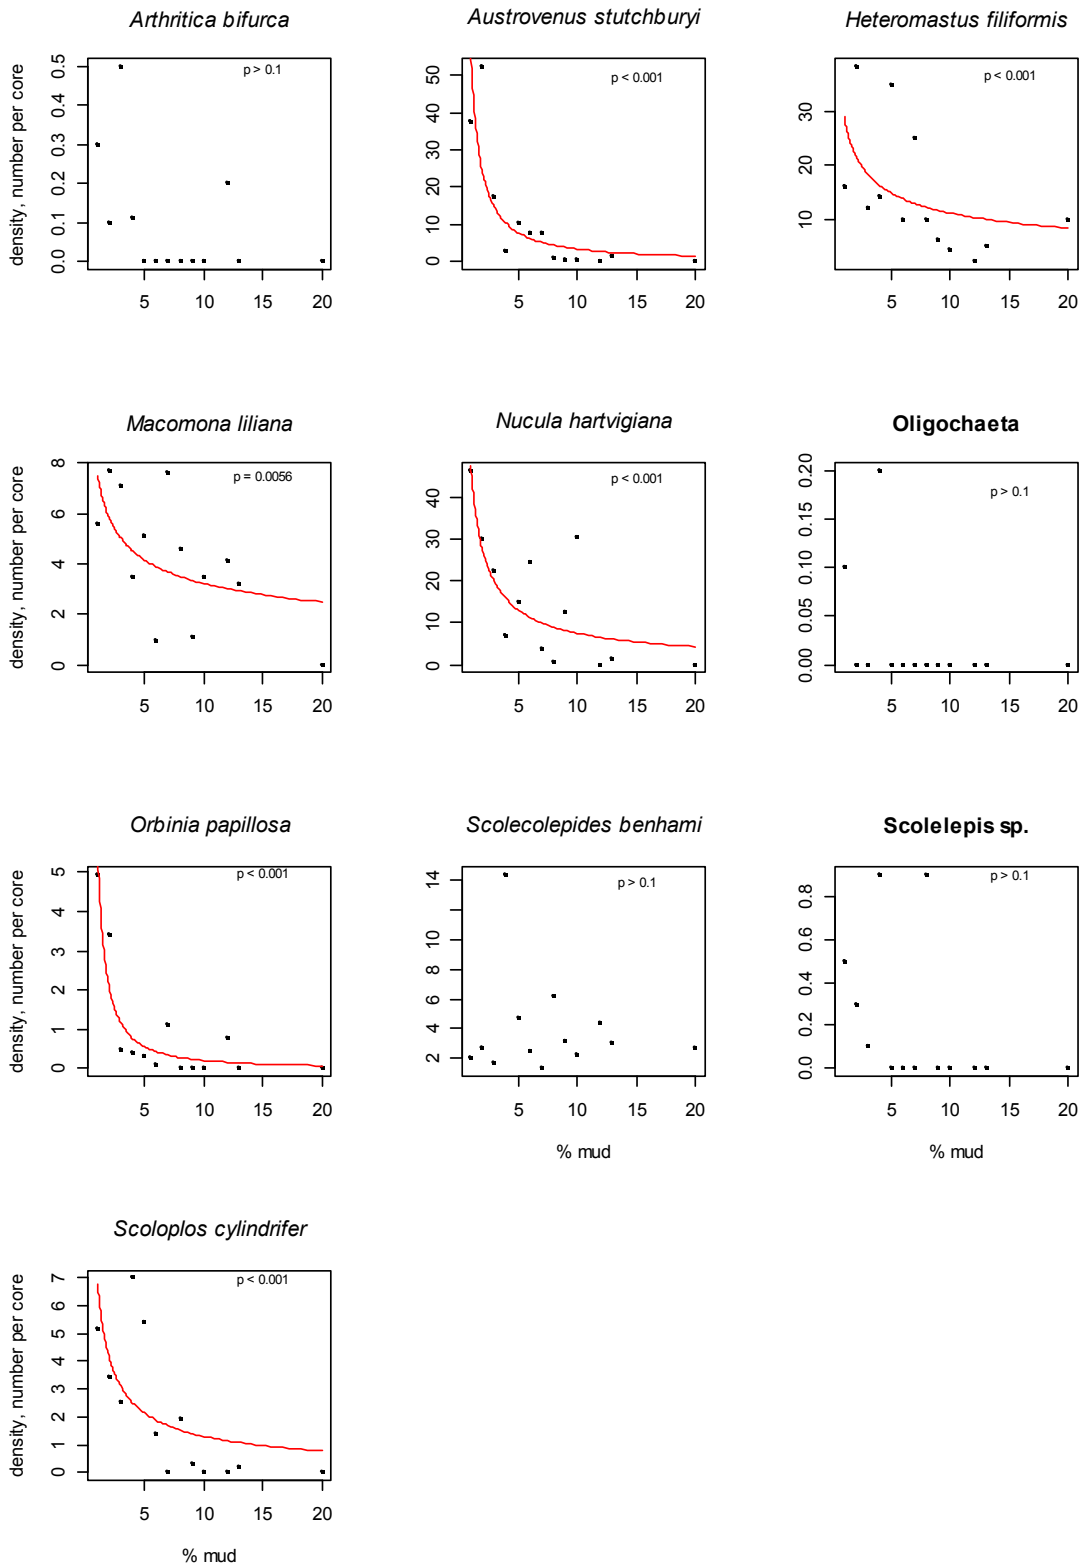 Arthritica bifurca
Austrovenus stutchburyi
Heteromastus filiformis
density, number per core
0.0 0.1 0.2 0.3 0.4 0.5
p > 0.1
5 10 15 20
0 10 20 30 40 50
p < 0.001
5 10 15 20
10 20 30
p < 0.001
5 10 15 20
Macomona liliana
Nucula hartvigiana
Oligochaeta
density, number per core
0 2 4 6 8
p = 0.0056
5 10 15 20
0 10 20 30 40
p < 0.001
5 10 15 20
0.00 0.05 0.10 0.15 0.20
p > 0.1
5 10 15 20
Orbinia papillosa
Scolecolepides benhami
Scolelepis sp.
density, number per core
0 1 2 3 4 5
p < 0.001
5 10 15 20
2 4 6 8 10 14
p > 0.1
5 10 15 20
% mud
0.0 0.2 0.4 0.6 0.8
p > 0.1
5 10 15 20
% mud
Scoloplos cylindrifer
density, number per core
0 1 2 3 4 5 6 7
p < 0.001
5 10 15 20
% mud